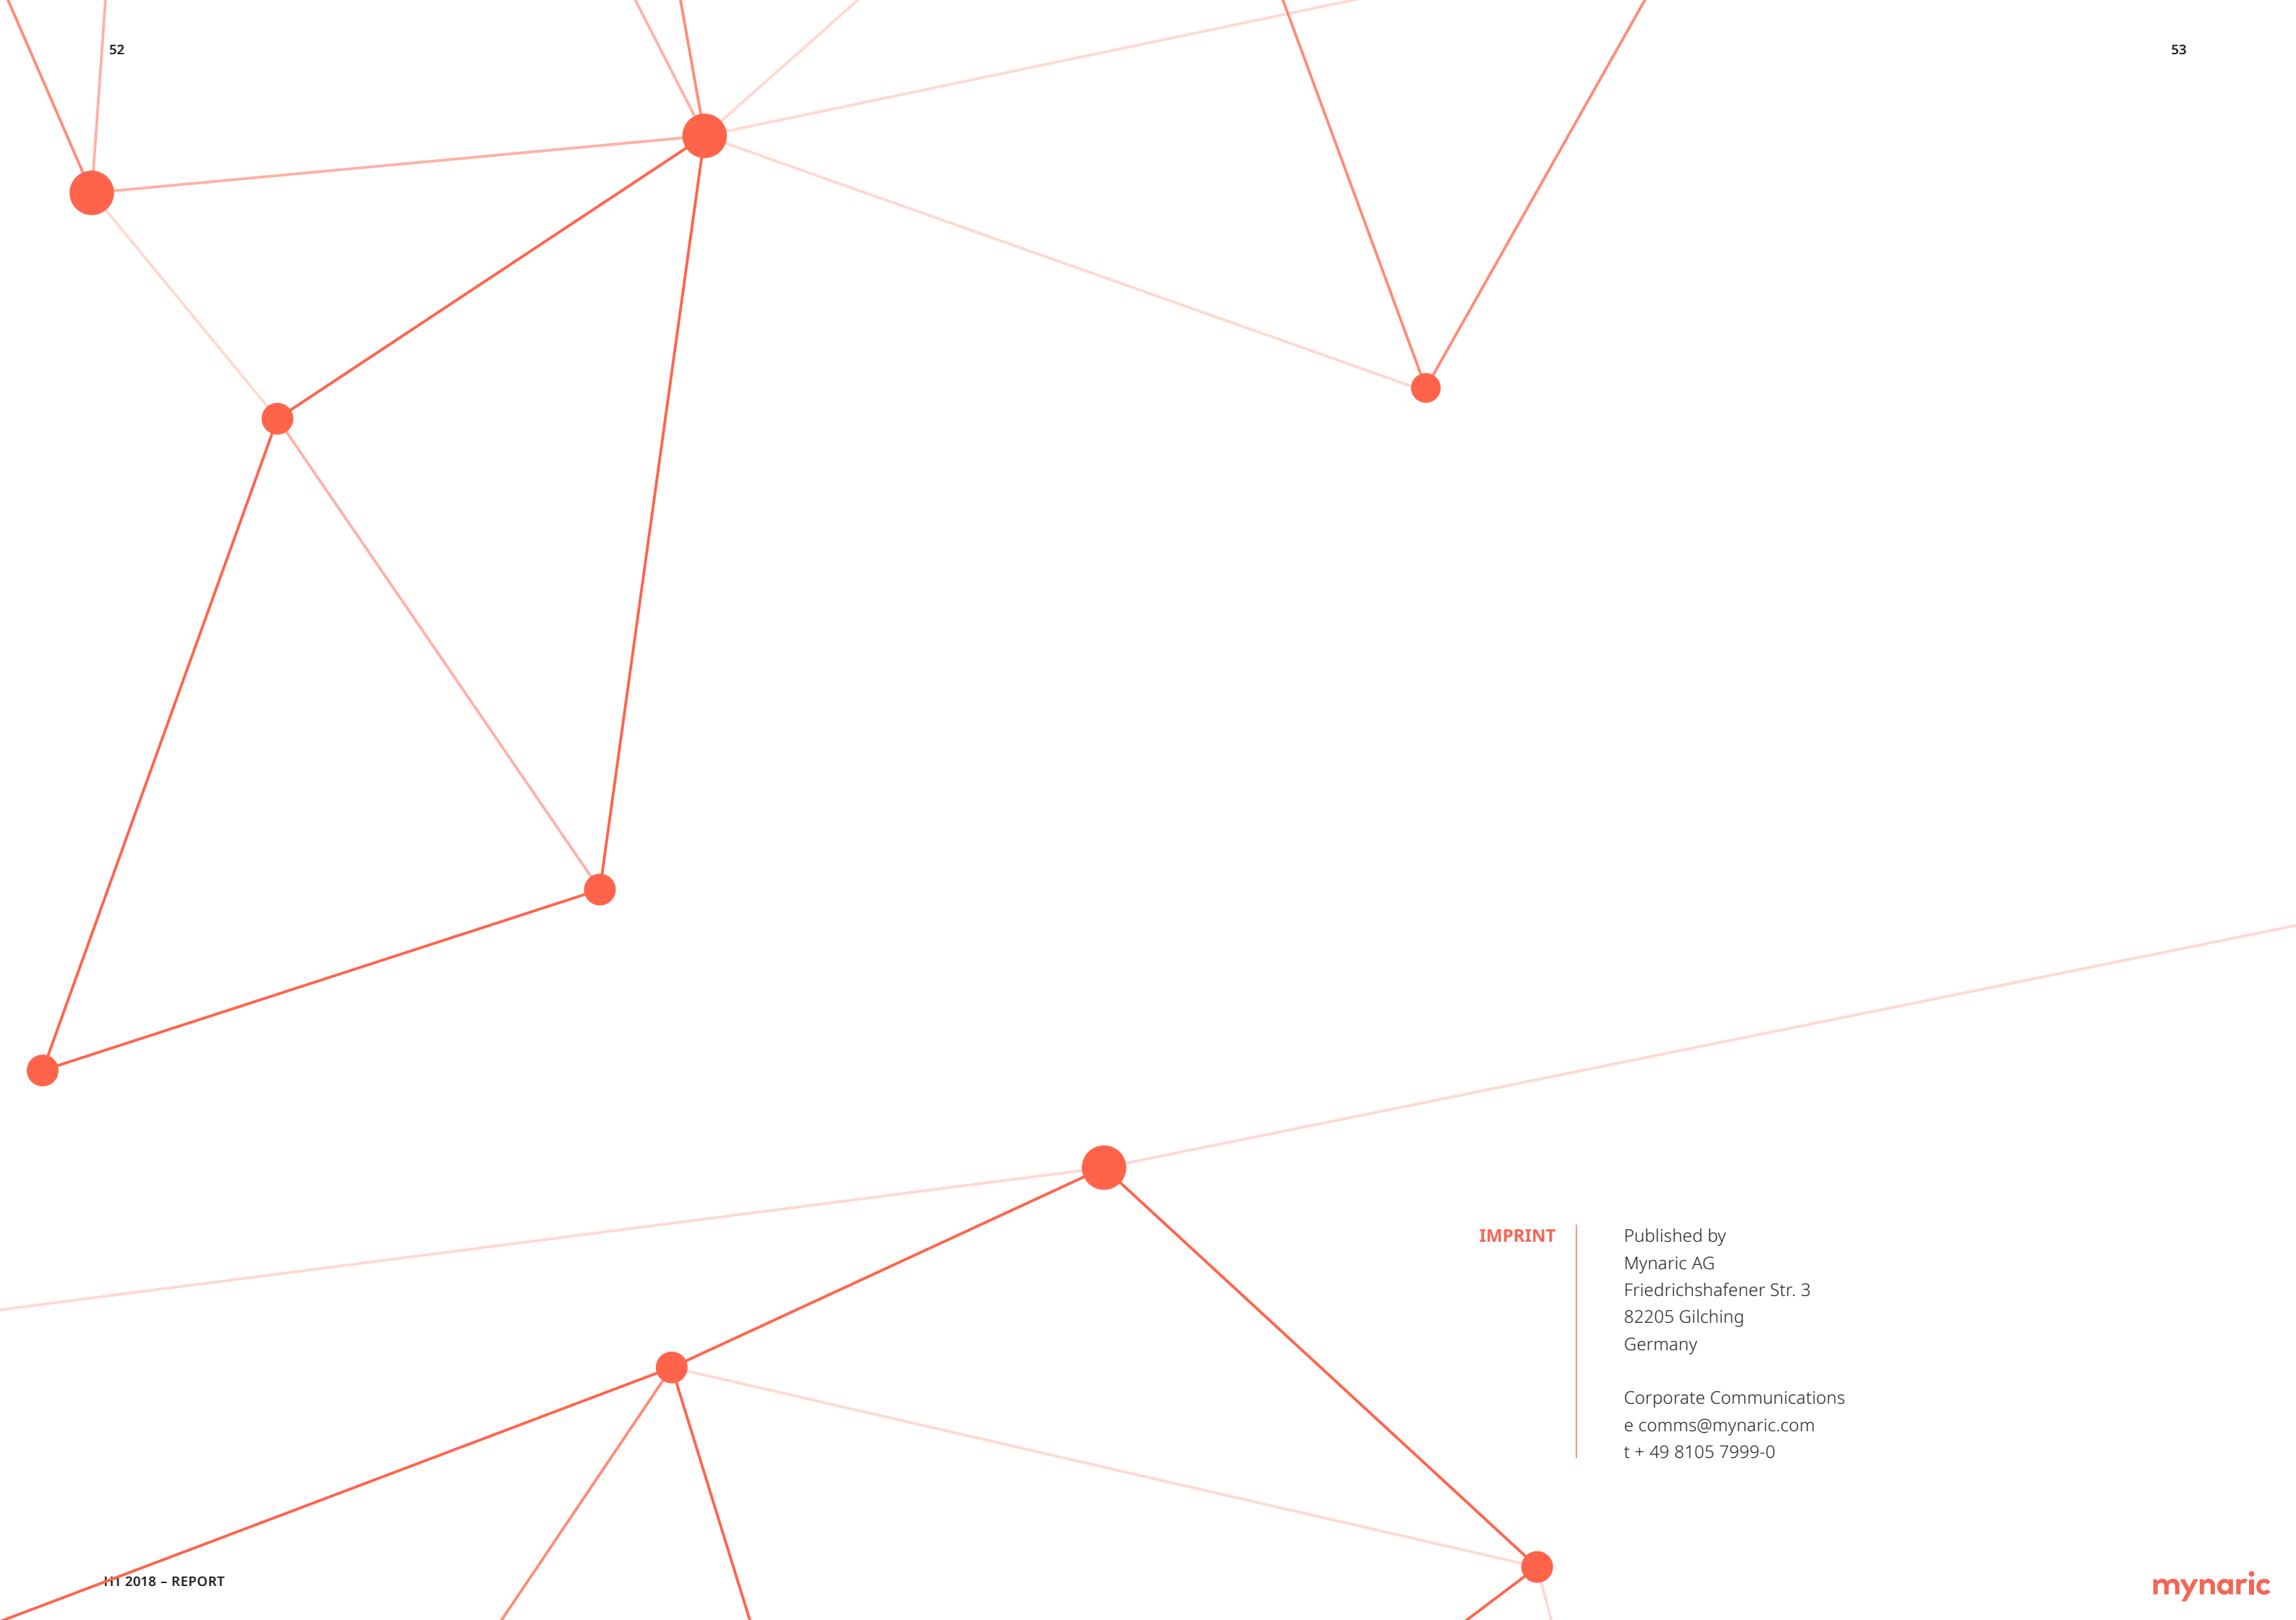 52
53
IMPRINT
Published by
Mynaric AG
Friedrichshafener Str. 3
82205 Gilching
Germany
Corporate Communications
e comms@mynaric.com
t + 49 8105 7999-0
H1 2018 – REPORT
mynaric